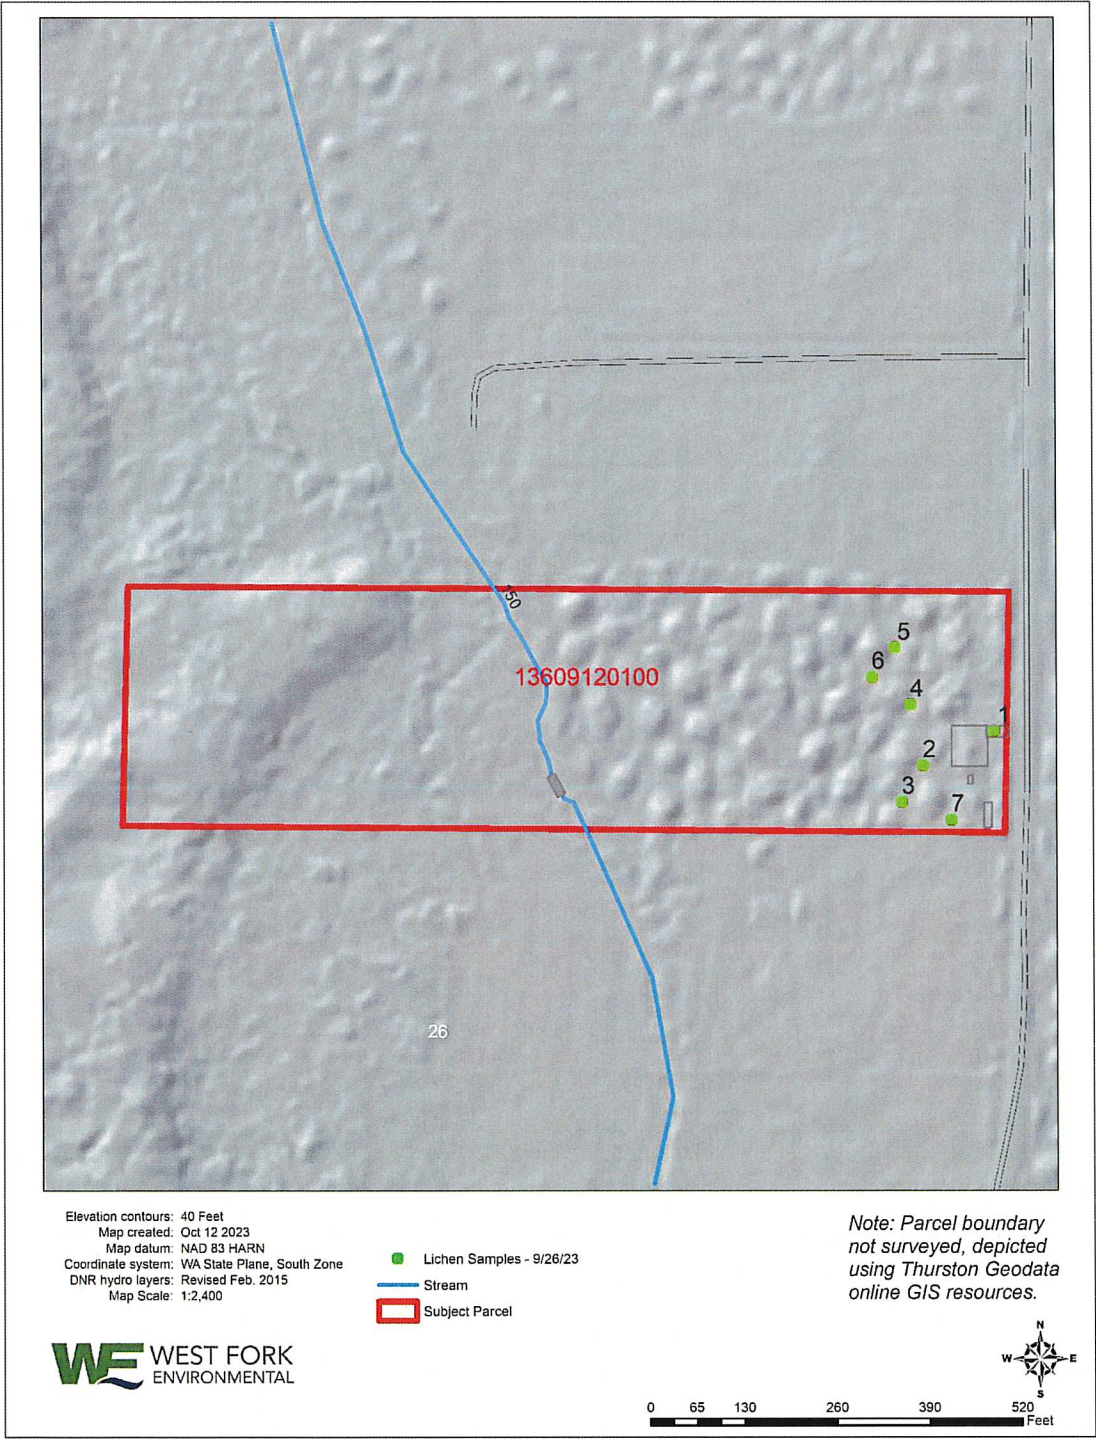 150
13609120100
5
6
4
1
2
3
7
26
Elevation contours: 40 Feet
Map created: Oct 12 2023
Map datum: NAD 83 HARN
Coordinate system: WA State Plane, South Zone
DNR hydro layers: Revised Feb. 2015
Map Scale: 1:2,400
Lichen Samples - 9/26/23
Stream
Subject Parcel
Note: Parcel boundary
not surveyed, depicted
using Thurston Geodata
online GIS resources.
WF WEST FORK
ENVIRONMENTAL
N
W E
S
0 65 130 260 390 520
Feet